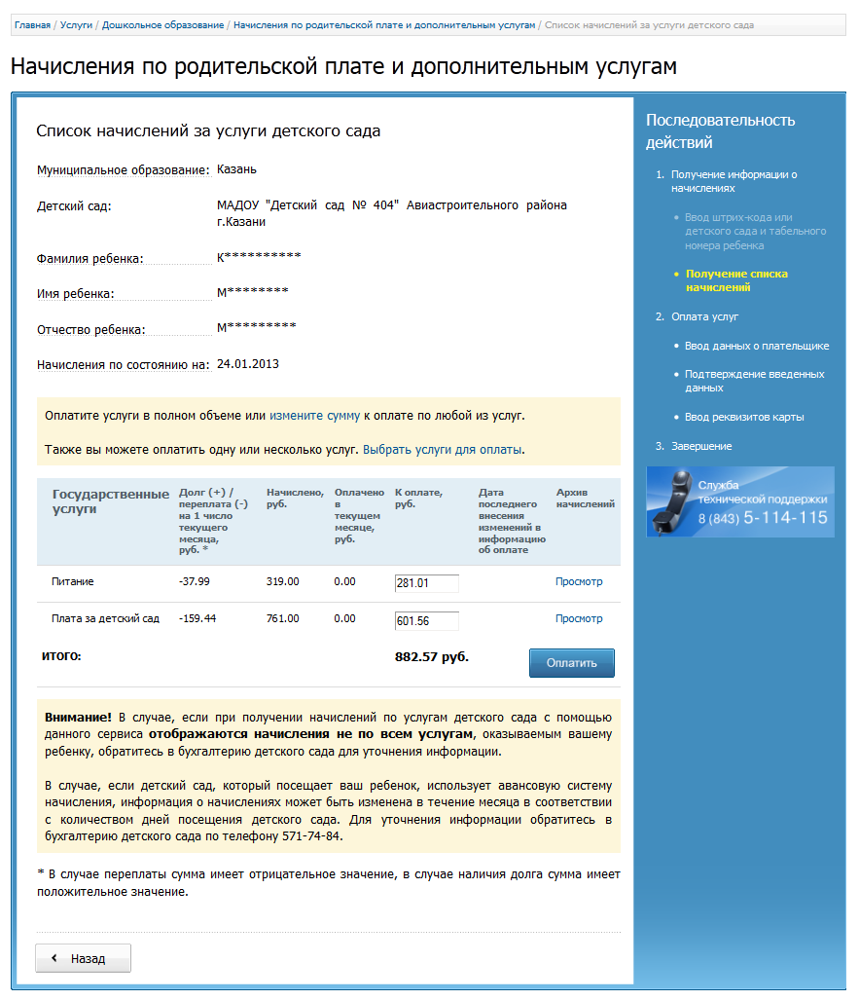 Главная / Услуги / Дошкольное образование / Начисления по родительской плате и дополнительным услугам / Список начислений за услуги детского сада
Начисления по родительской плате и дополнительным услугам
Список начислений за услуги детского сада
Муниципальное образование: Казань
Детский сад: МАДОУ "Детский сад № 404" Авиастроительного района
г.Казани
Фамилия ребенка: К**********
Имя ребенка: М********
Отчество ребенка: М*********
Начисления по состоянию на: 24.01.2013
Оплатите услуги в полном объеме или измените сумму к оплате по любой из услуг.
Также вы можете оплатить одну или несколько услуг. Выбрать услуги для оплаты.
Государственные
услуги
Долг (+) /
переплата (-)
на 1 число
текущего
месяца,
руб. *
Начислено,
руб.
Оплачено
в
текущем
месяце,
руб.
К оплате,
руб.
Дата
последнего
внесения
изменений в
информацию
об оплате
Архив
начислений
Питание -37.99 319.00 0.00 281.01 Просмотр
Плата за детский сад -159.44 761.00 0.00 601.56 Просмотр
ИТОГО: 882.57 руб. Оплатить
Внимание! В случае, если при получении начислений по услугам детского сада с помощью
данного сервиса отображаются начисления не по всем услугам, оказываемым вашему
ребенку, обратитесь в бухгалтерию детского сада для уточнения информации.
В случае, если детский сад, который посещает ваш ребенок, использует авансовую систему
начисления, информация о начислениях может быть изменена в течение месяца в соответствии
с количеством дней посещения детского сада. Для уточнения информации обратитесь в
бухгалтерию детского сада по телефону 571-74-84.
* В случае переплаты сумма имеет отрицательное значение, в случае наличия долга сумма имеет
положительное значение.
Назад
Последовательность
действий
1. Получение информации о
начислениях
• Ввод штрих-кода или
детского сада и табельного
номера ребенка
• Получение списка
начислений
2. Оплата услуг
• Ввод данных о плательщике
• Подтверждение введенных
данных
• Ввод реквизитов карты
3. Завершение
Служба
технической поддержки
8 (843) 5-114-115